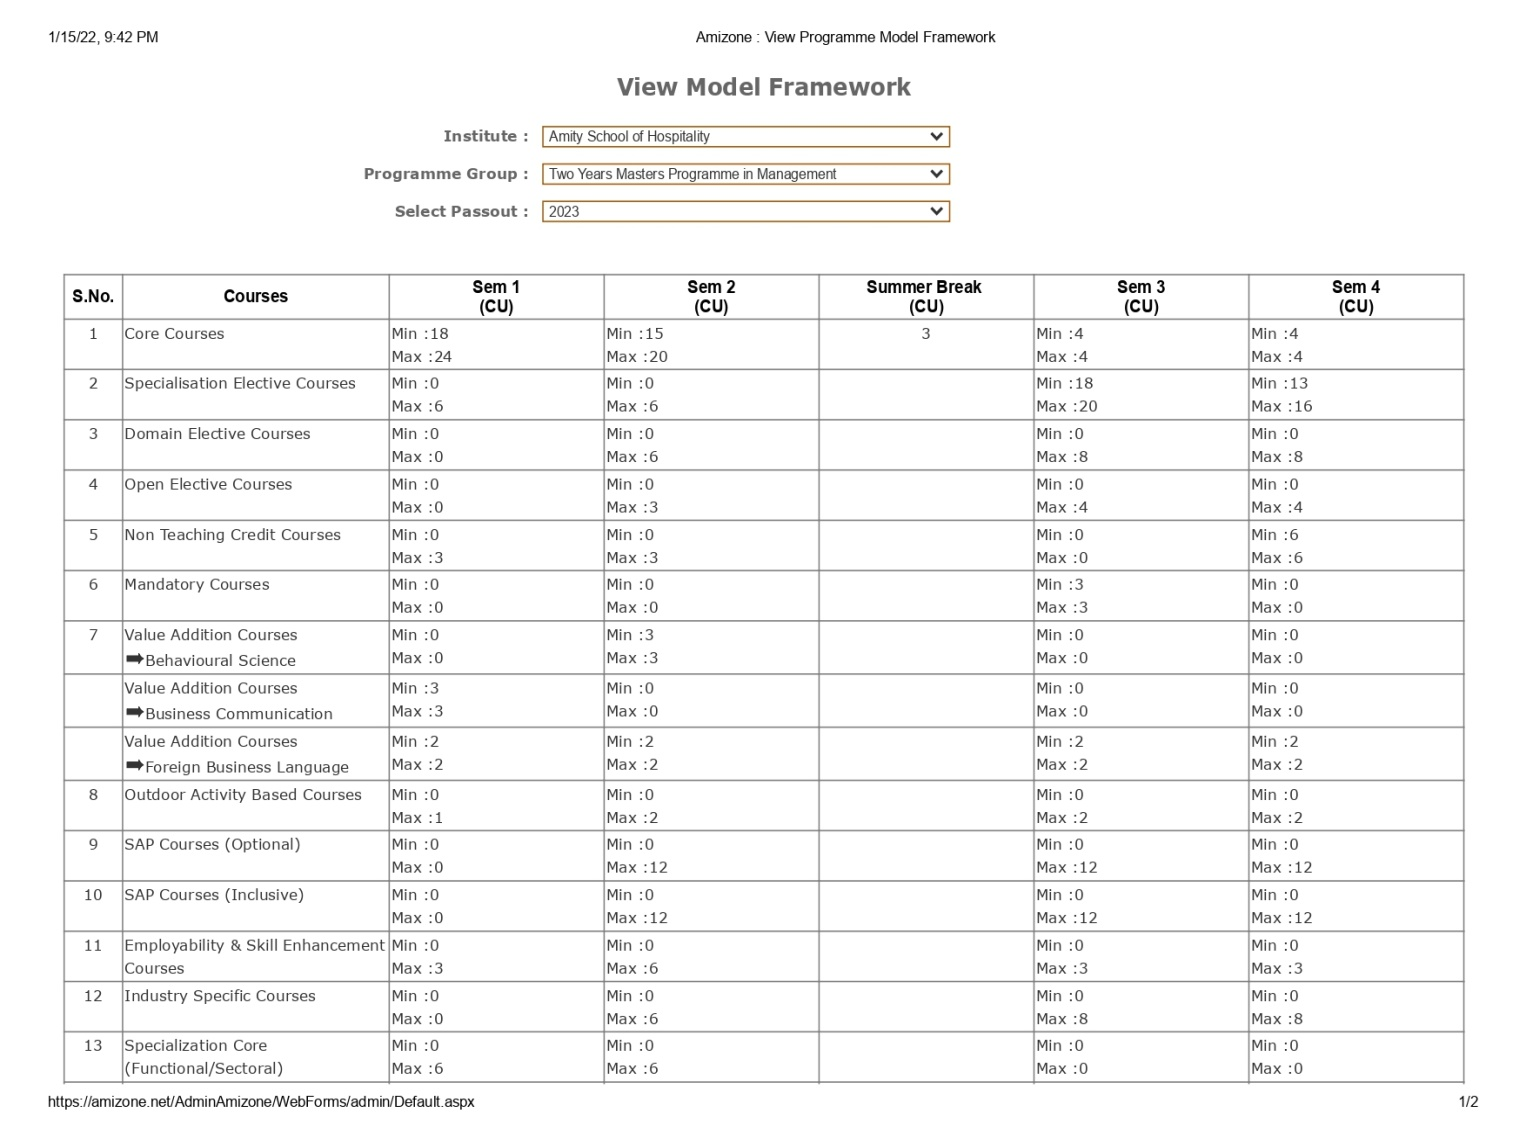 1/15/22, 9:42 PM Amizone : View Programme Model Framework
View Model Framework
Institute : Amity School of Hospitality
Programme Group : Two Years Masters Programme in Management
Select Passout : 2023
S.No. Courses Sem 1 (CU) Sem 2 (CU) Summer Break (CU) Sem 3 (CU) Sem 4 (CU)
1 Core Courses Min :18 Min :15 3 Min :4 Min :4
Max :24 Max :20 Max :4 Max :4
2 Specialisation Elective Courses Min :0 Min :0 Min :18 Min :13
Max :6 Max :6 Max :20 Max :16
3 Domain Elective Courses Min :0 Min :0 Min :0 Min :0
Max :0 Max :6 Max :8 Max :8
4 Open Elective Courses Min :0 Min :0 Min :0 Min :0
Max :0 Max :3 Max :4 Max :4
5 Non Teaching Credit Courses Min :0 Min :0 Min :0 Min :6
Max :3 Max :3 Max :0 Max :6
6 Mandatory Courses Min :0 Min :0 Min :3 Min :0
Max :0 Max :0 Max :3 Max :0
7 Value Addition Courses Min :0 Min :3 Min :0 Min :0
➡Behavioural Science Max :0 Max :3 Max :0 Max :0
Value Addition Courses Min :3 Min :0 Min :0 Min :0
➡Business Communication Max :3 Max :0 Max :0 Max :0
Value Addition Courses Min :2 Min :2 Min :2 Min :2
➡Foreign Business Language Max :2 Max :2 Max :2 Max :2
8 Outdoor Activity Based Courses Min :0 Min :0 Min :0 Min :0
Max :1 Max :2 Max :2 Max :2
9 SAP Courses (Optional) Min :0 Min :0 Min :0 Min :0
Max :0 Max :12 Max :12 Max :12
10 SAP Courses (Inclusive) Min :0 Min :0 Min :0 Min :0
Max :0 Max :12 Max :12 Max :12
11 Employability & Skill Enhancement Min :0 Min :0 Min :0 Min :0
Courses Max :3 Max :6 Max :3 Max :3
12 Industry Specific Courses Min :0 Min :0 Min :0 Min :0
Max :0 Max :6 Max :8 Max :8
13 Specialization Core Min :0 Min :0 Min :0 Min :0
(Functional/Sectoral) Max :6 Max :6 Max :0 Max :0
https://amizone.net/AdminAmizone/WebForms/admin/Default.aspx 1/2